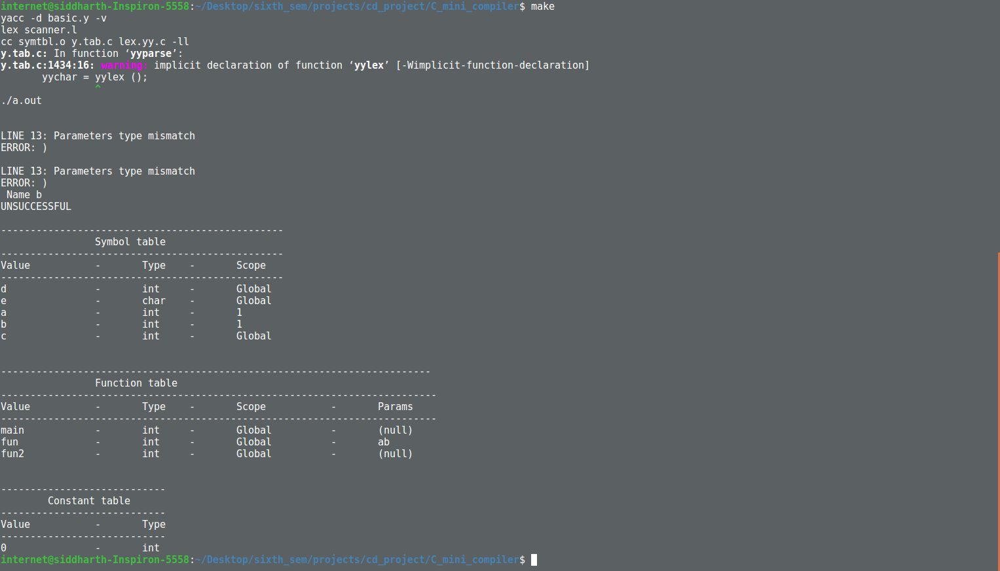 internet@siddharth-Inspiron-5558:~/Desktop/sixth_sem/projects/cd_project/C_mini_compiler$ make
yacc -d basic.y -v
lex scanner.l
cc symtbl.o y.tab.c lex.yy.c -ll
y.tab.c: In function ‘yyparse’:
y.tab.c:1434:16: warning: implicit declaration of function ‘yylex’ [-Wimplicit-function-declaration]
       yychar = yylex ();
                ^
./a.out
LINE 13: Parameters type mismatch
ERROR: )
LINE 13: Parameters type mismatch
ERROR: )
 Name b
UNSUCCESSFUL
------------------------------------------------
                Symbol table
------------------------------------------------
Value           -       Type    -       Scope
------------------------------------------------
d               -       int     -       Global
e               -       char    -       Global
a               -       int     -       1
b               -       int     -       1
c               -       int     -       Global
-------------------------------------------------------------------------
                Function table
--------------------------------------------------------------------------
Value           -       Type    -       Scope           -       Params
--------------------------------------------------------------------------
main            -       int     -       Global          -       (null)
fun             -       int     -       Global          -       ab
fun2            -       int     -       Global          -       (null)
----------------------------
        Constant table
----------------------------
Value           -       Type
----------------------------
0               -       int
internet@siddharth-Inspiron-5558:~/Desktop/sixth_sem/projects/cd_project/C_mini_compiler$